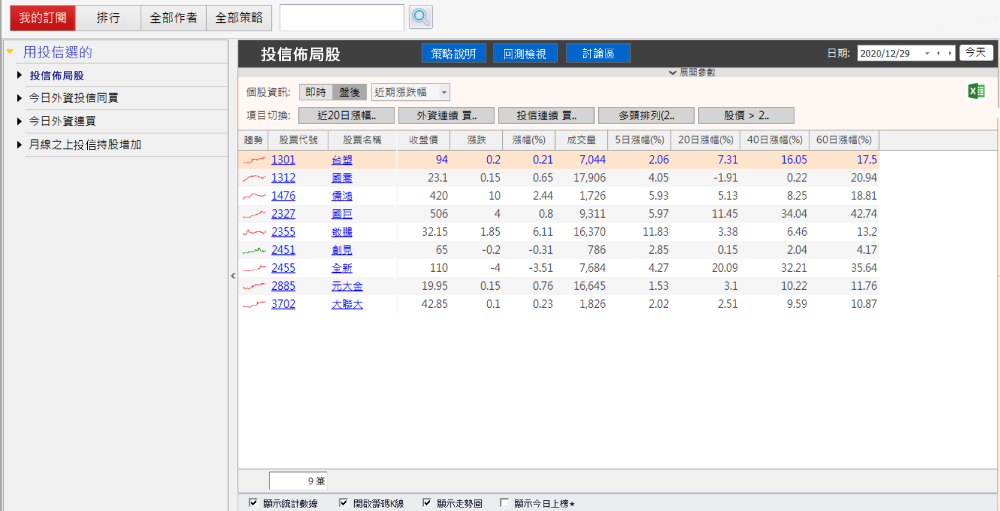 我的訂閱 排行 全部作者 全部策略
用投信選的
投信佈局股
今日外資投信同買
今日外資連買
月線之上投信持股增加
投信佈局股 策略說明 回測檢視 討論區 日期: 2020/12/29 今天
展開參數
個股資訊: 即時 盤後 近期漲跌幅
項目切換: 近20日漲幅.. 外資連續 買.. 投信連續 買.. 多頭排列(2.. 股價 > 2..
趨勢 股票代號 股票名稱 收盤價 漲跌 漲幅(%) 成交量 5日漲幅(%) 20日漲幅(%) 40日漲幅(%) 60日漲幅(%)
1301 台塑 94 0.2 0.21 7,044 2.06 7.31 16.05 17.5
1312 國喬 23.1 0.15 0.65 17,906 4.05 -1.91 0.22 20.94
1476 儒鴻 420 10 2.44 1,726 5.93 5.13 8.25 18.81
2327 國巨 506 4 0.8 9,311 5.97 11.45 34.04 42.74
2355 敬鵬 32.15 1.85 6.11 16,370 11.83 3.38 6.46 13.2
2451 創見 65 -0.2 -0.31 786 2.85 0.15 2.04 4.17
2455 全新 110 -4 -3.51 7,684 4.27 20.09 32.21 35.64
2885 元大金 19.95 0.15 0.76 16,645 1.53 3.1 10.22 11.76
3702 大聯大 42.85 0.1 0.23 1,826 2.02 2.51 9.59 10.87
9 筆
顯示統計數據 開啟籌碼K線 顯示走勢圖 顯示今日上榜★